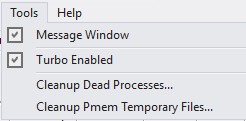 Tools Help
Message Window
Turbo Enabled
Cleanup Dead Processes...
Cleanup Pmem Temporary Files...